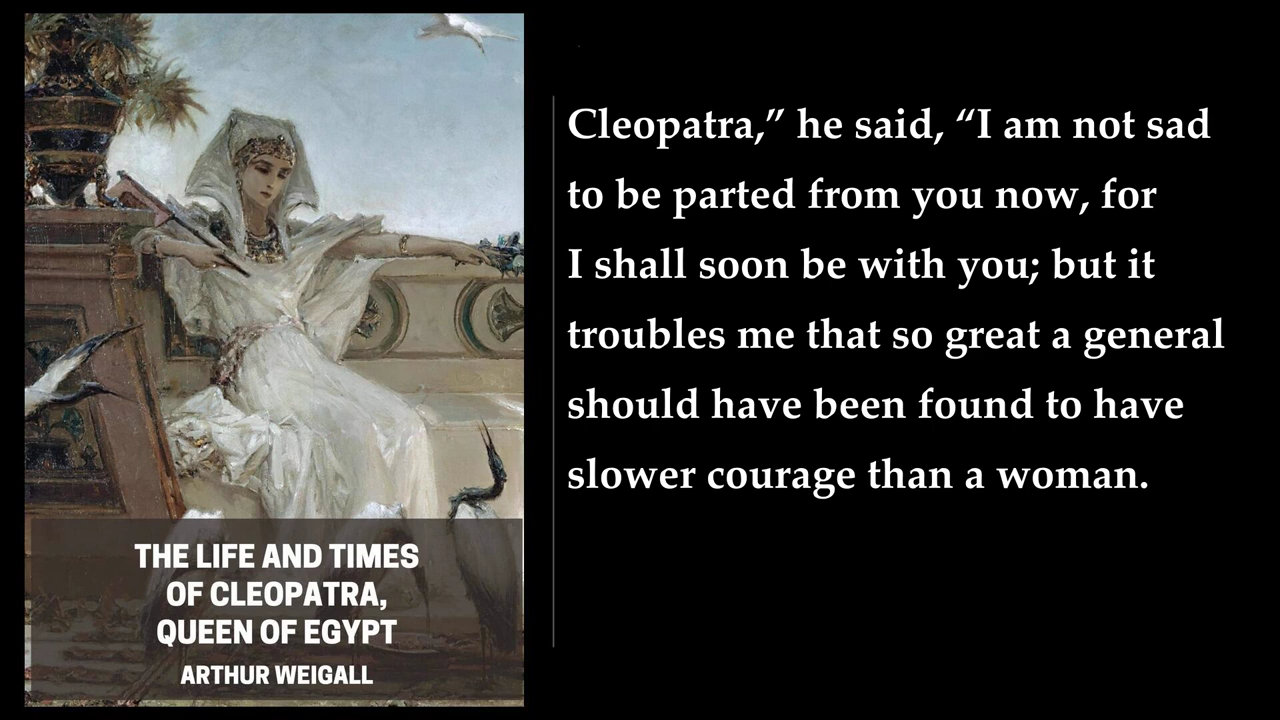 Cleopatra,” he said, “I am not sad
to be parted from you now, for
I shall soon be with you; but it
troubles me that so great a general
should have been found to have
slower courage than a woman.
THE LIFE AND TIMES
OF CLEOPATRA,
QUEEN OF EGYPT
ARTHUR WEIGALL